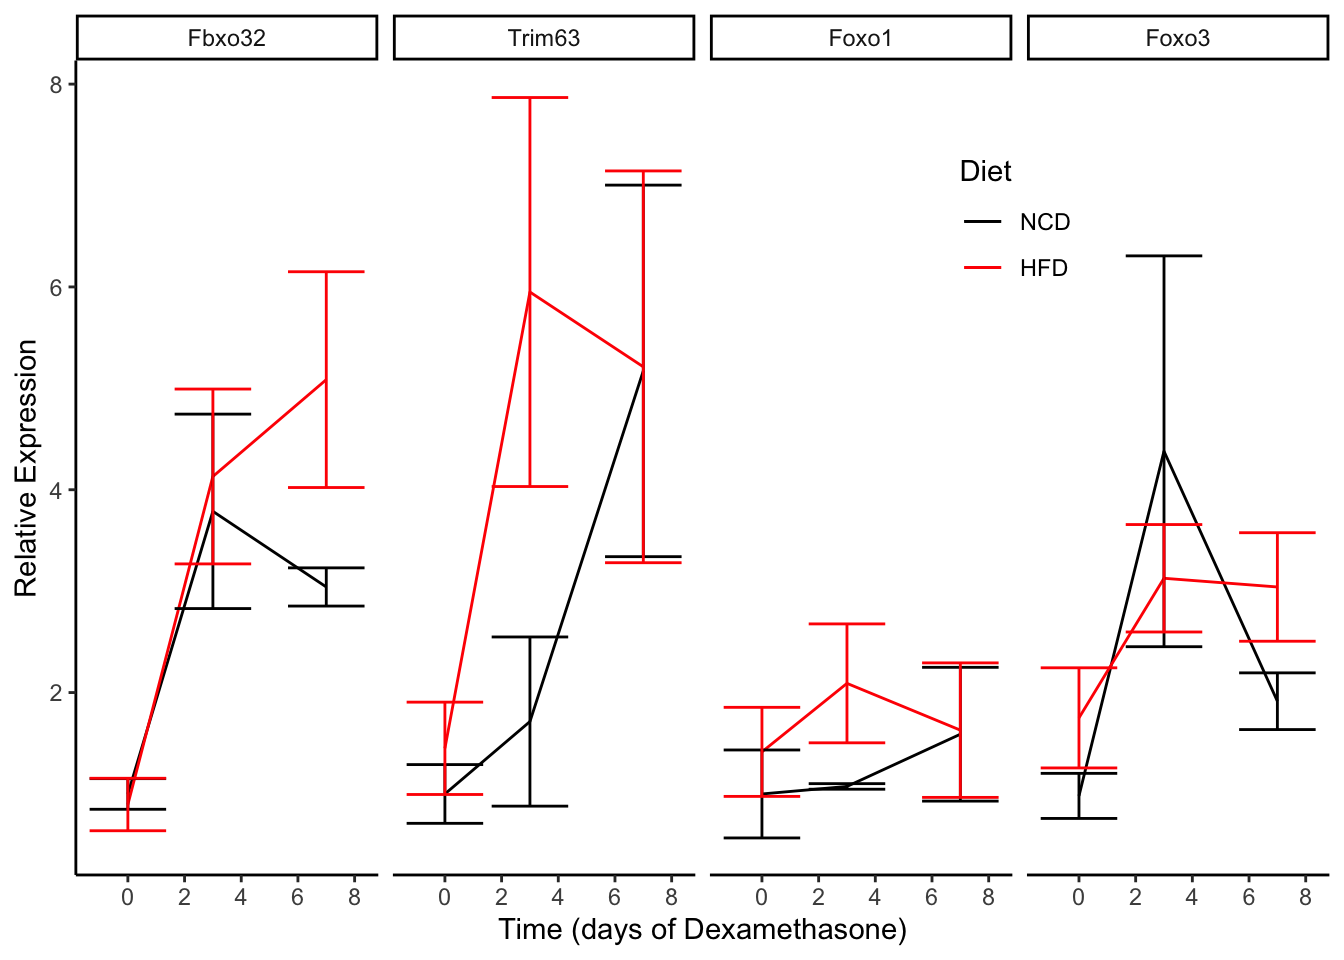 Fbxo32 Trim63 Foxo1 Foxo3
Relative Expression
8
6
4
2
Diet
NCD
HFD
0 2 4 6 8 0 2 4 6 8 0 2 4 6 8 0 2 4 6 8
Time (days of Dexamethasone)